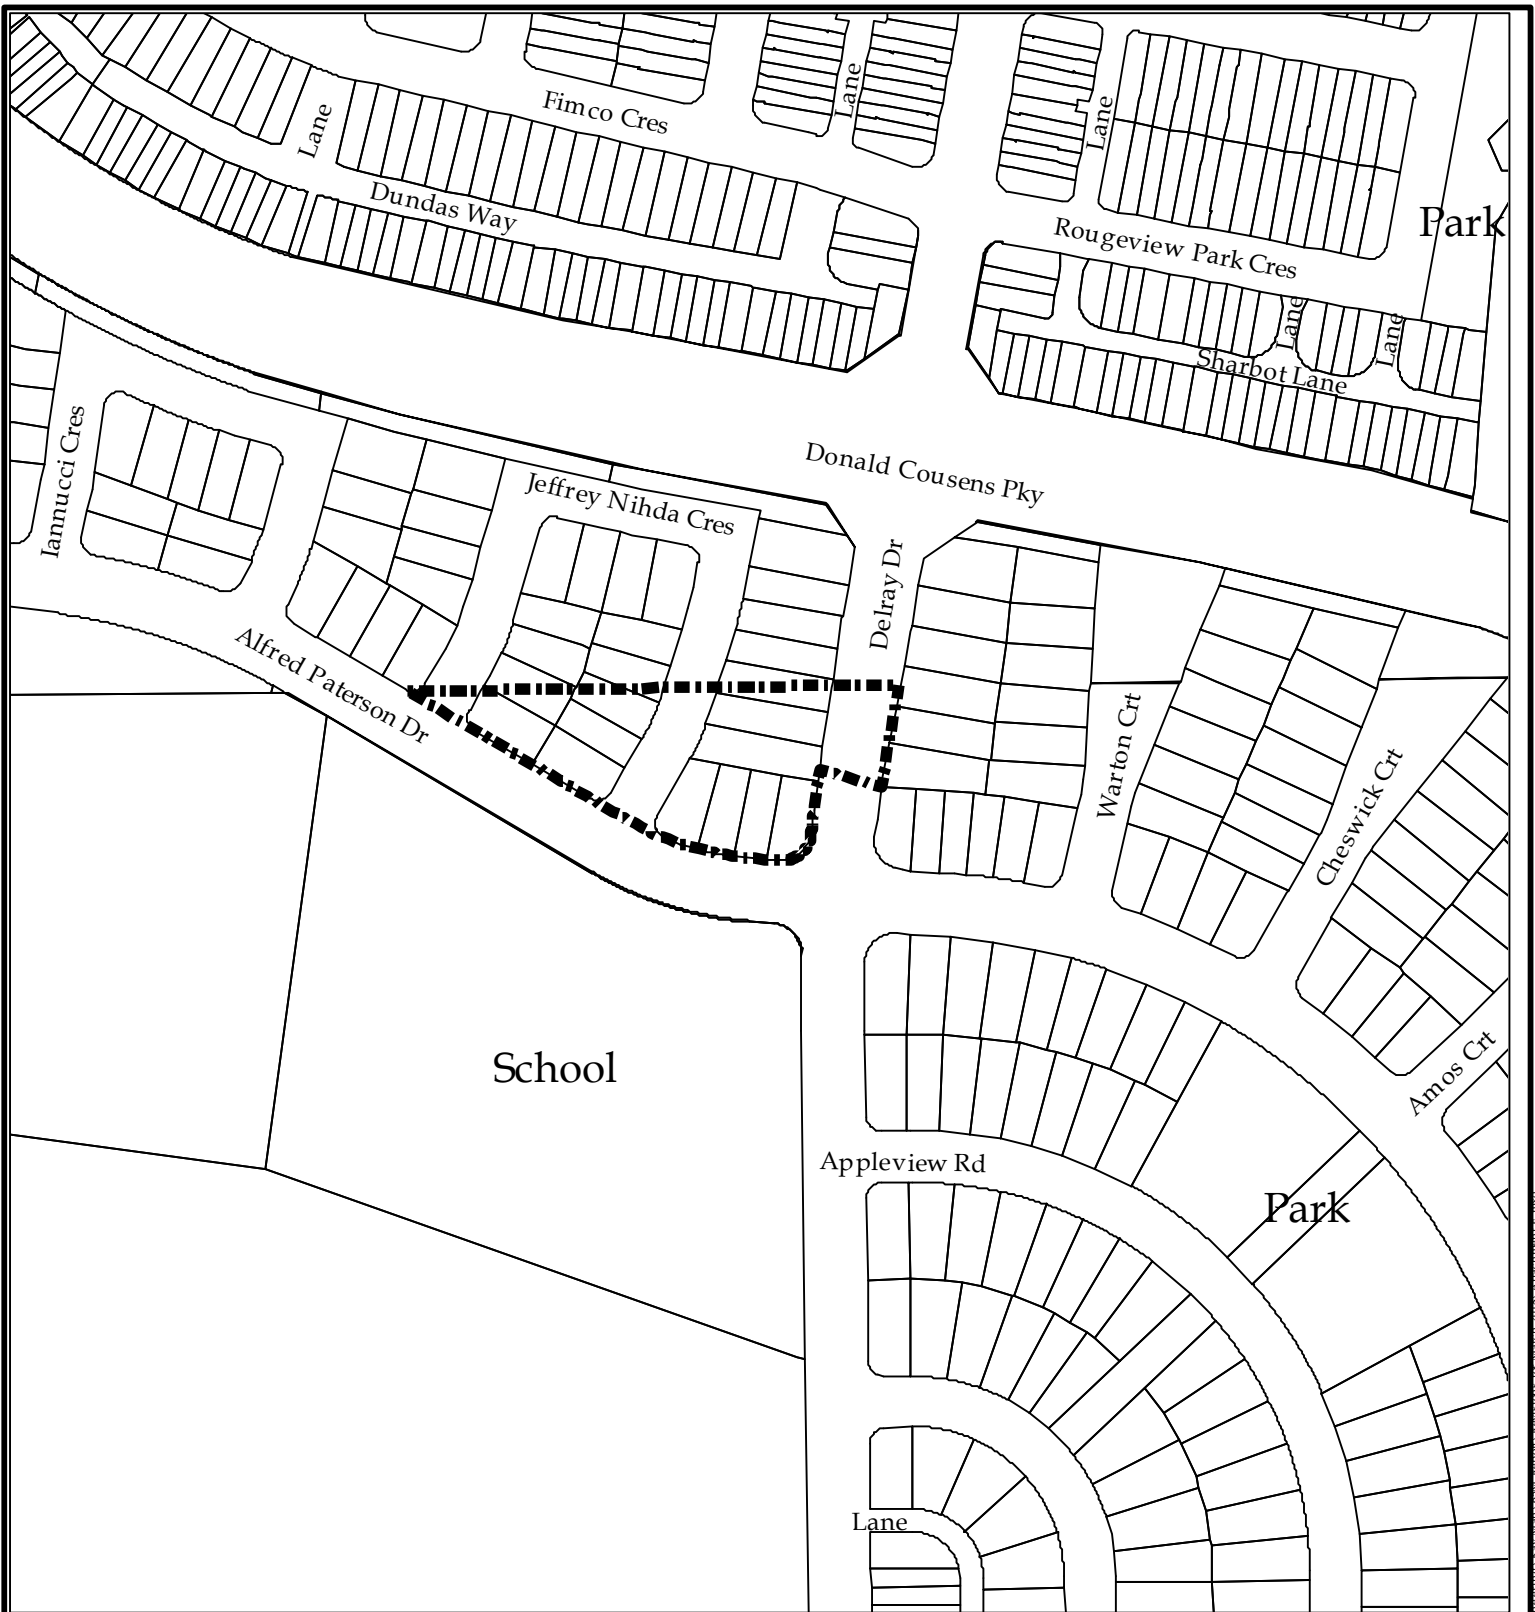 Lane
Lane
Lane
Fimco Cres
Dundas Way
Park
Rougeview Park Cres
Lane
Lane
Sharbot Lane
Iannucci Cres
Donald Cousens Pky
Jeffrey Nihda Cres
Delray Dr
Alfred Paterson Dr
Warton Crt
Cheswick Crt
School
Amos Crt
Appleview Rd
Park
Lane